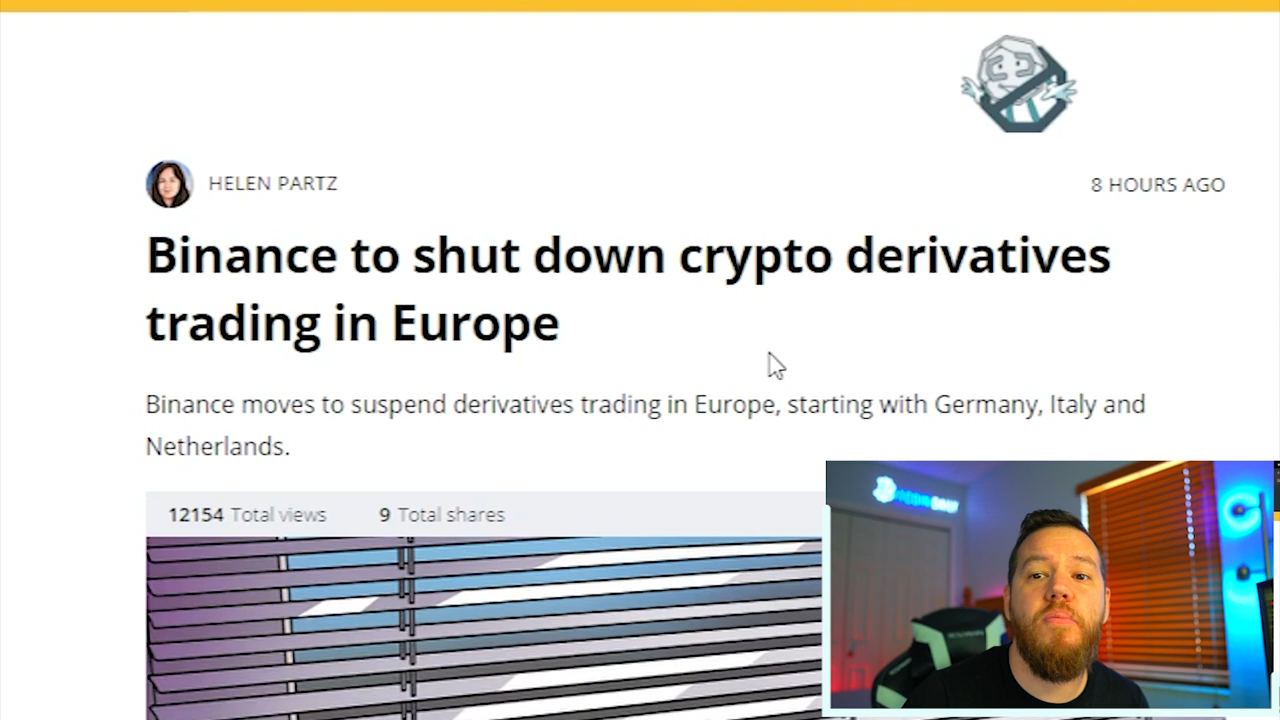 HELEN PARTZ
8 HOURS AGO
Binance to shut down crypto derivatives
trading in Europe
Binance moves to suspend derivatives trading in Europe, starting with Germany, Italy and
Netherlands.
12154 Total views 9 Total shares